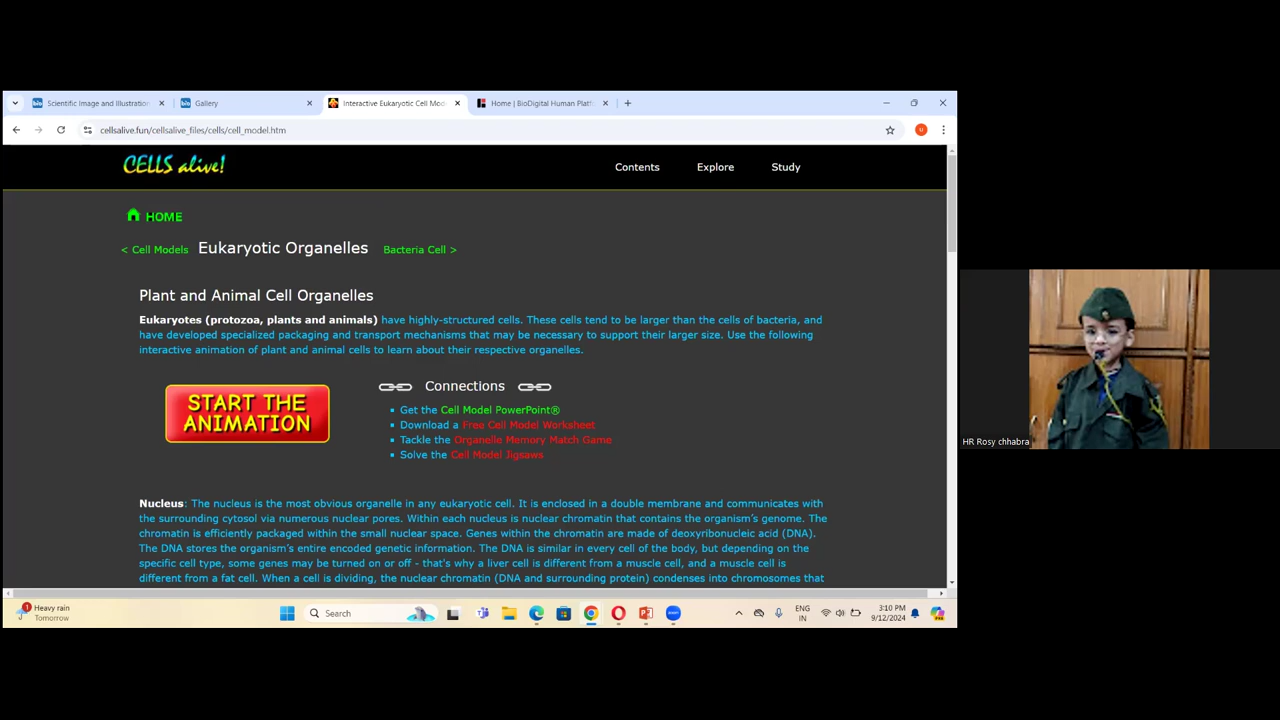 Scientific Image and Illustration
Gallery
Interactive Eukaryotic Cell Mod
Home | BioDigital Human Platf
cellsalive.fun/cellsalive_files/cells/cell_model.htm
u
CELLS alive!
Contents
Explore
Study
HOME
< Cell Models
Eukaryotic Organelles
Bacteria Cell >
Plant and Animal Cell Organelles
Eukaryotes (protozoa, plants and animals) have highly-structured cells. These cells tend to be larger than the cells of bacteria, and
have developed specialized packaging and transport mechanisms that may be necessary to support their larger size. Use the following
interactive animation of plant and animal cells to learn about their respective organelles.
START THE
ANIMATION
Connections
Get the Cell Model PowerPoint®
Download a Free Cell Model Worksheet
Tackle the Organelle Memory Match Game
Solve the Cell Model Jigsaws
Nucleus: The nucleus is the most obvious organelle in any eukaryotic cell. It is enclosed in a double membrane and communicates with
the surrounding cytosol via numerous nuclear pores. Within each nucleus is nuclear chromatin that contains the organism's genome. The
chromatin is efficiently packaged within the small nuclear space. Genes within the chromatin are made of deoxyribonucleic acid (DNA).
The DNA stores the organism's entire encoded genetic information. The DNA is similar in every cell of the body, but depending on the
specific cell type, some genes may be turned on or off - that's why a liver cell is different from a muscle cell, and a muscle cell is
different from a fat cell. When a cell is dividing, the nuclear chromatin (DNA and surrounding protein) condenses into chromosomes that
HR Rosy chhabra
1
Heavy rain
Tomorrow
Search
ENG
IN
3:10 PM
9/12/2024